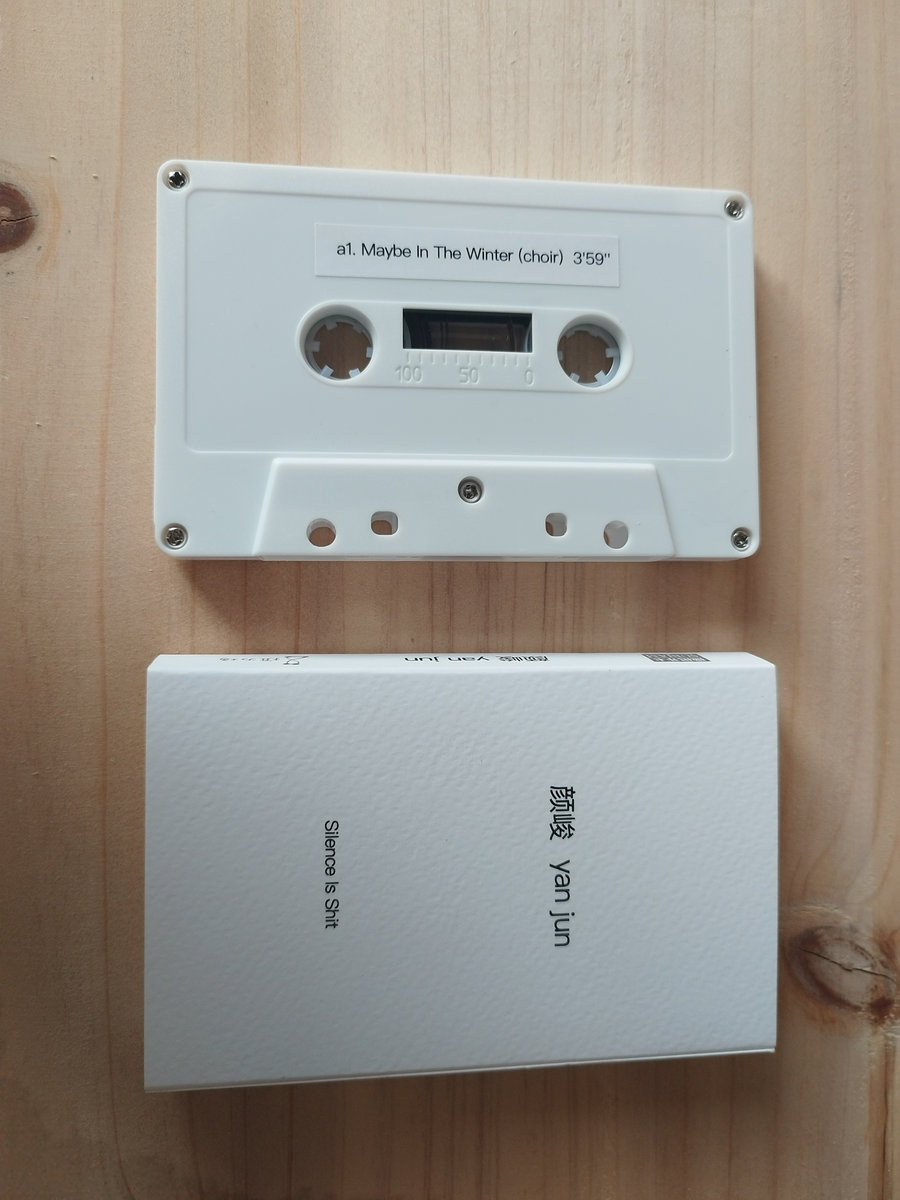 a1. Maybe In The Winter (choir) 3'59"
100 50 0
颜峻 yan jun
颜峻 yan jun
Silence Is Shit